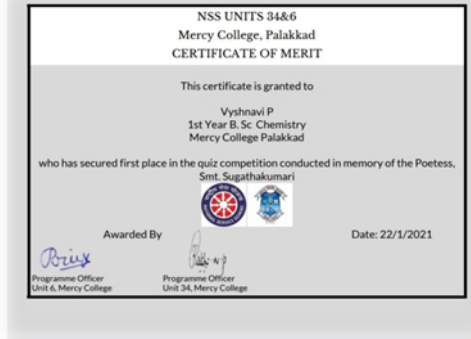 NSS UNITS 34&6
Mercy College, Palakkad
CERTIFICATE OF MERIT
This certificate is granted to
Vyshnavi P
1st Year B. Sc Chemistry
Mercy College Palakkad
who has secured first place in the quiz competition conducted in memory of the Poetess,
Smt. Sugathakumari
Awarded By
Date: 22/1/2021
Programme Officer
Unit 6, Mercy College
Programme Officer
Unit 34, Mercy College